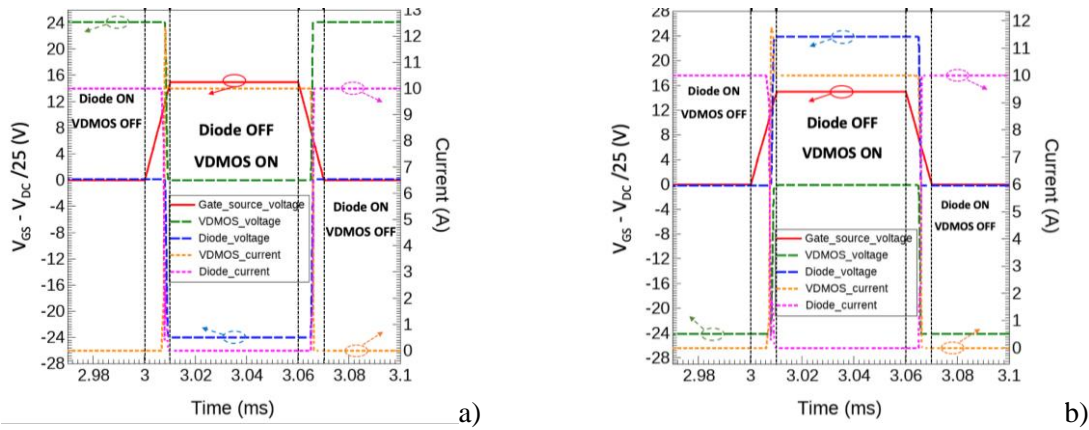 24
20
16
12
8
4
0
-4
-8
-12
-16
-20
-24
-28
V_GS - V_DC /25 (V)
13
12
11
10
9
8
7
6
5
4
3
2
1
0
Current (A)
Diode ON
VDMOS OFF
Diode OFF
VDMOS ON
Diode ON
VDMOS OFF
Gate_source_voltage
VDMOS_voltage
Diode_voltage
VDMOS_current
Diode_current
2.98 3 3.02 3.04 3.06 3.08 3.1
Time (ms)
a)
28
24
20
16
12
8
4
0
-4
-8
-12
-16
-20
-24
-28
V_GS - V_DC /25 (V)
12
11
10
9
8
7
6
5
4
3
2
1
0
Current (A)
Diode ON
VDMOS OFF
Diode OFF
VDMOS ON
Diode ON
VDMOS OFF
Gate_source_voltage
VDMOS_voltage
Diode_voltage
VDMOS_current
Diode_current
2.98 3 3.02 3.04 3.06 3.08 3.1
Time (ms)
b)